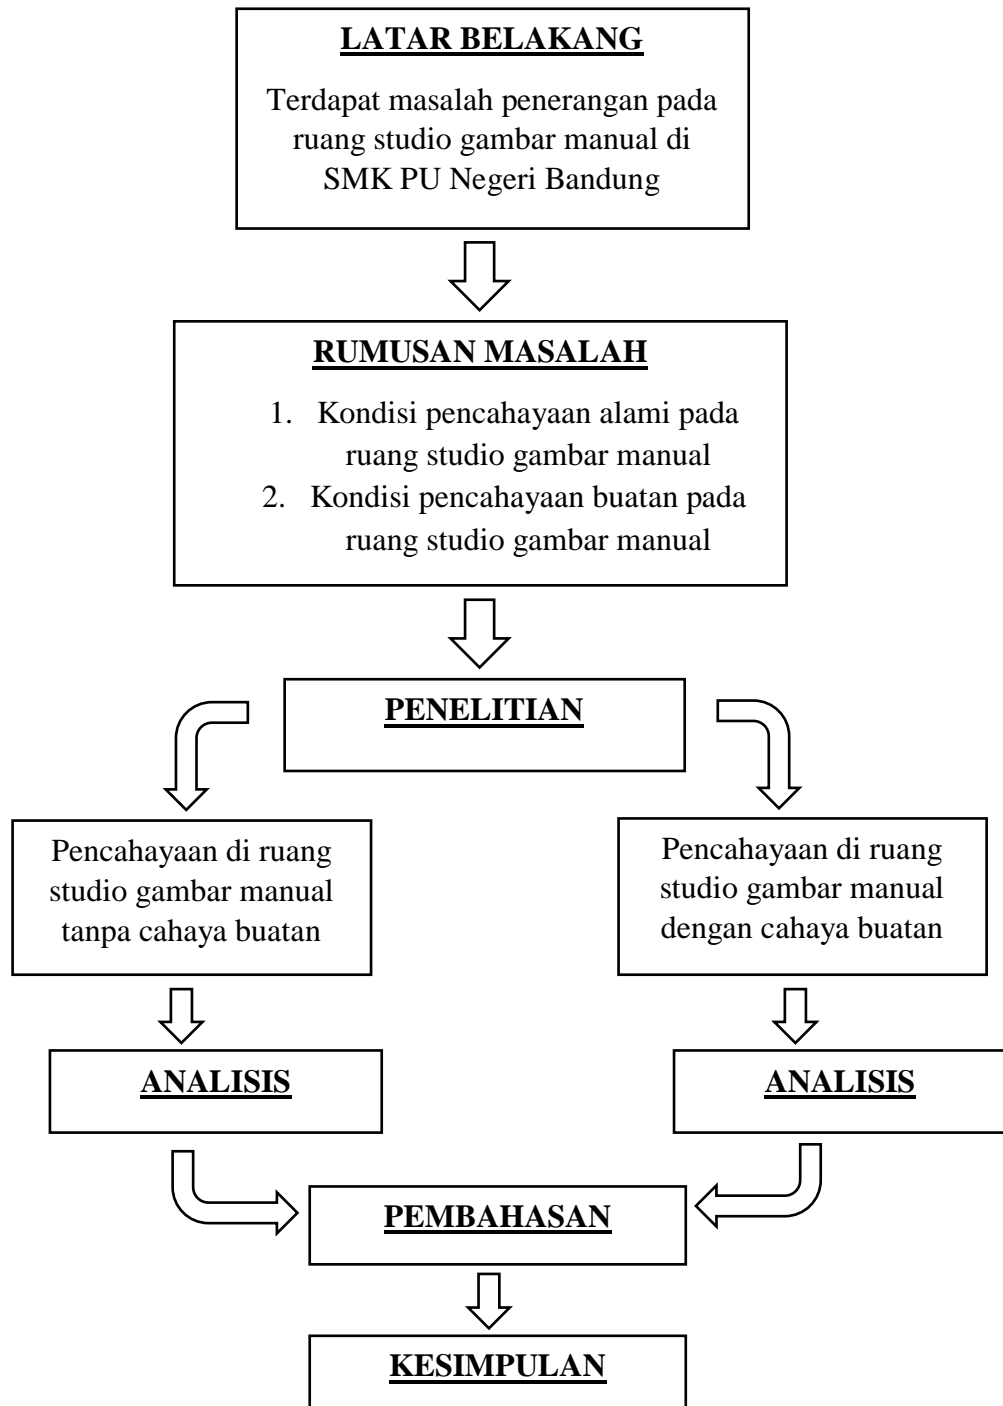 LATAR BELAKANG
Terdapat masalah penerangan pada
ruang studio gambar manual di
SMK PU Negeri Bandung
RUMUSAN MASALAH
1. Kondisi pencahayaan alami pada
ruang studio gambar manual
2. Kondisi pencahayaan buatan pada
ruang studio gambar manual
PENELITIAN
Pencahayaan di ruang
studio gambar manual
tanpa cahaya buatan
Pencahayaan di ruang
studio gambar manual
dengan cahaya buatan
ANALISIS
ANALISIS
PEMBAHASAN
KESIMPULAN